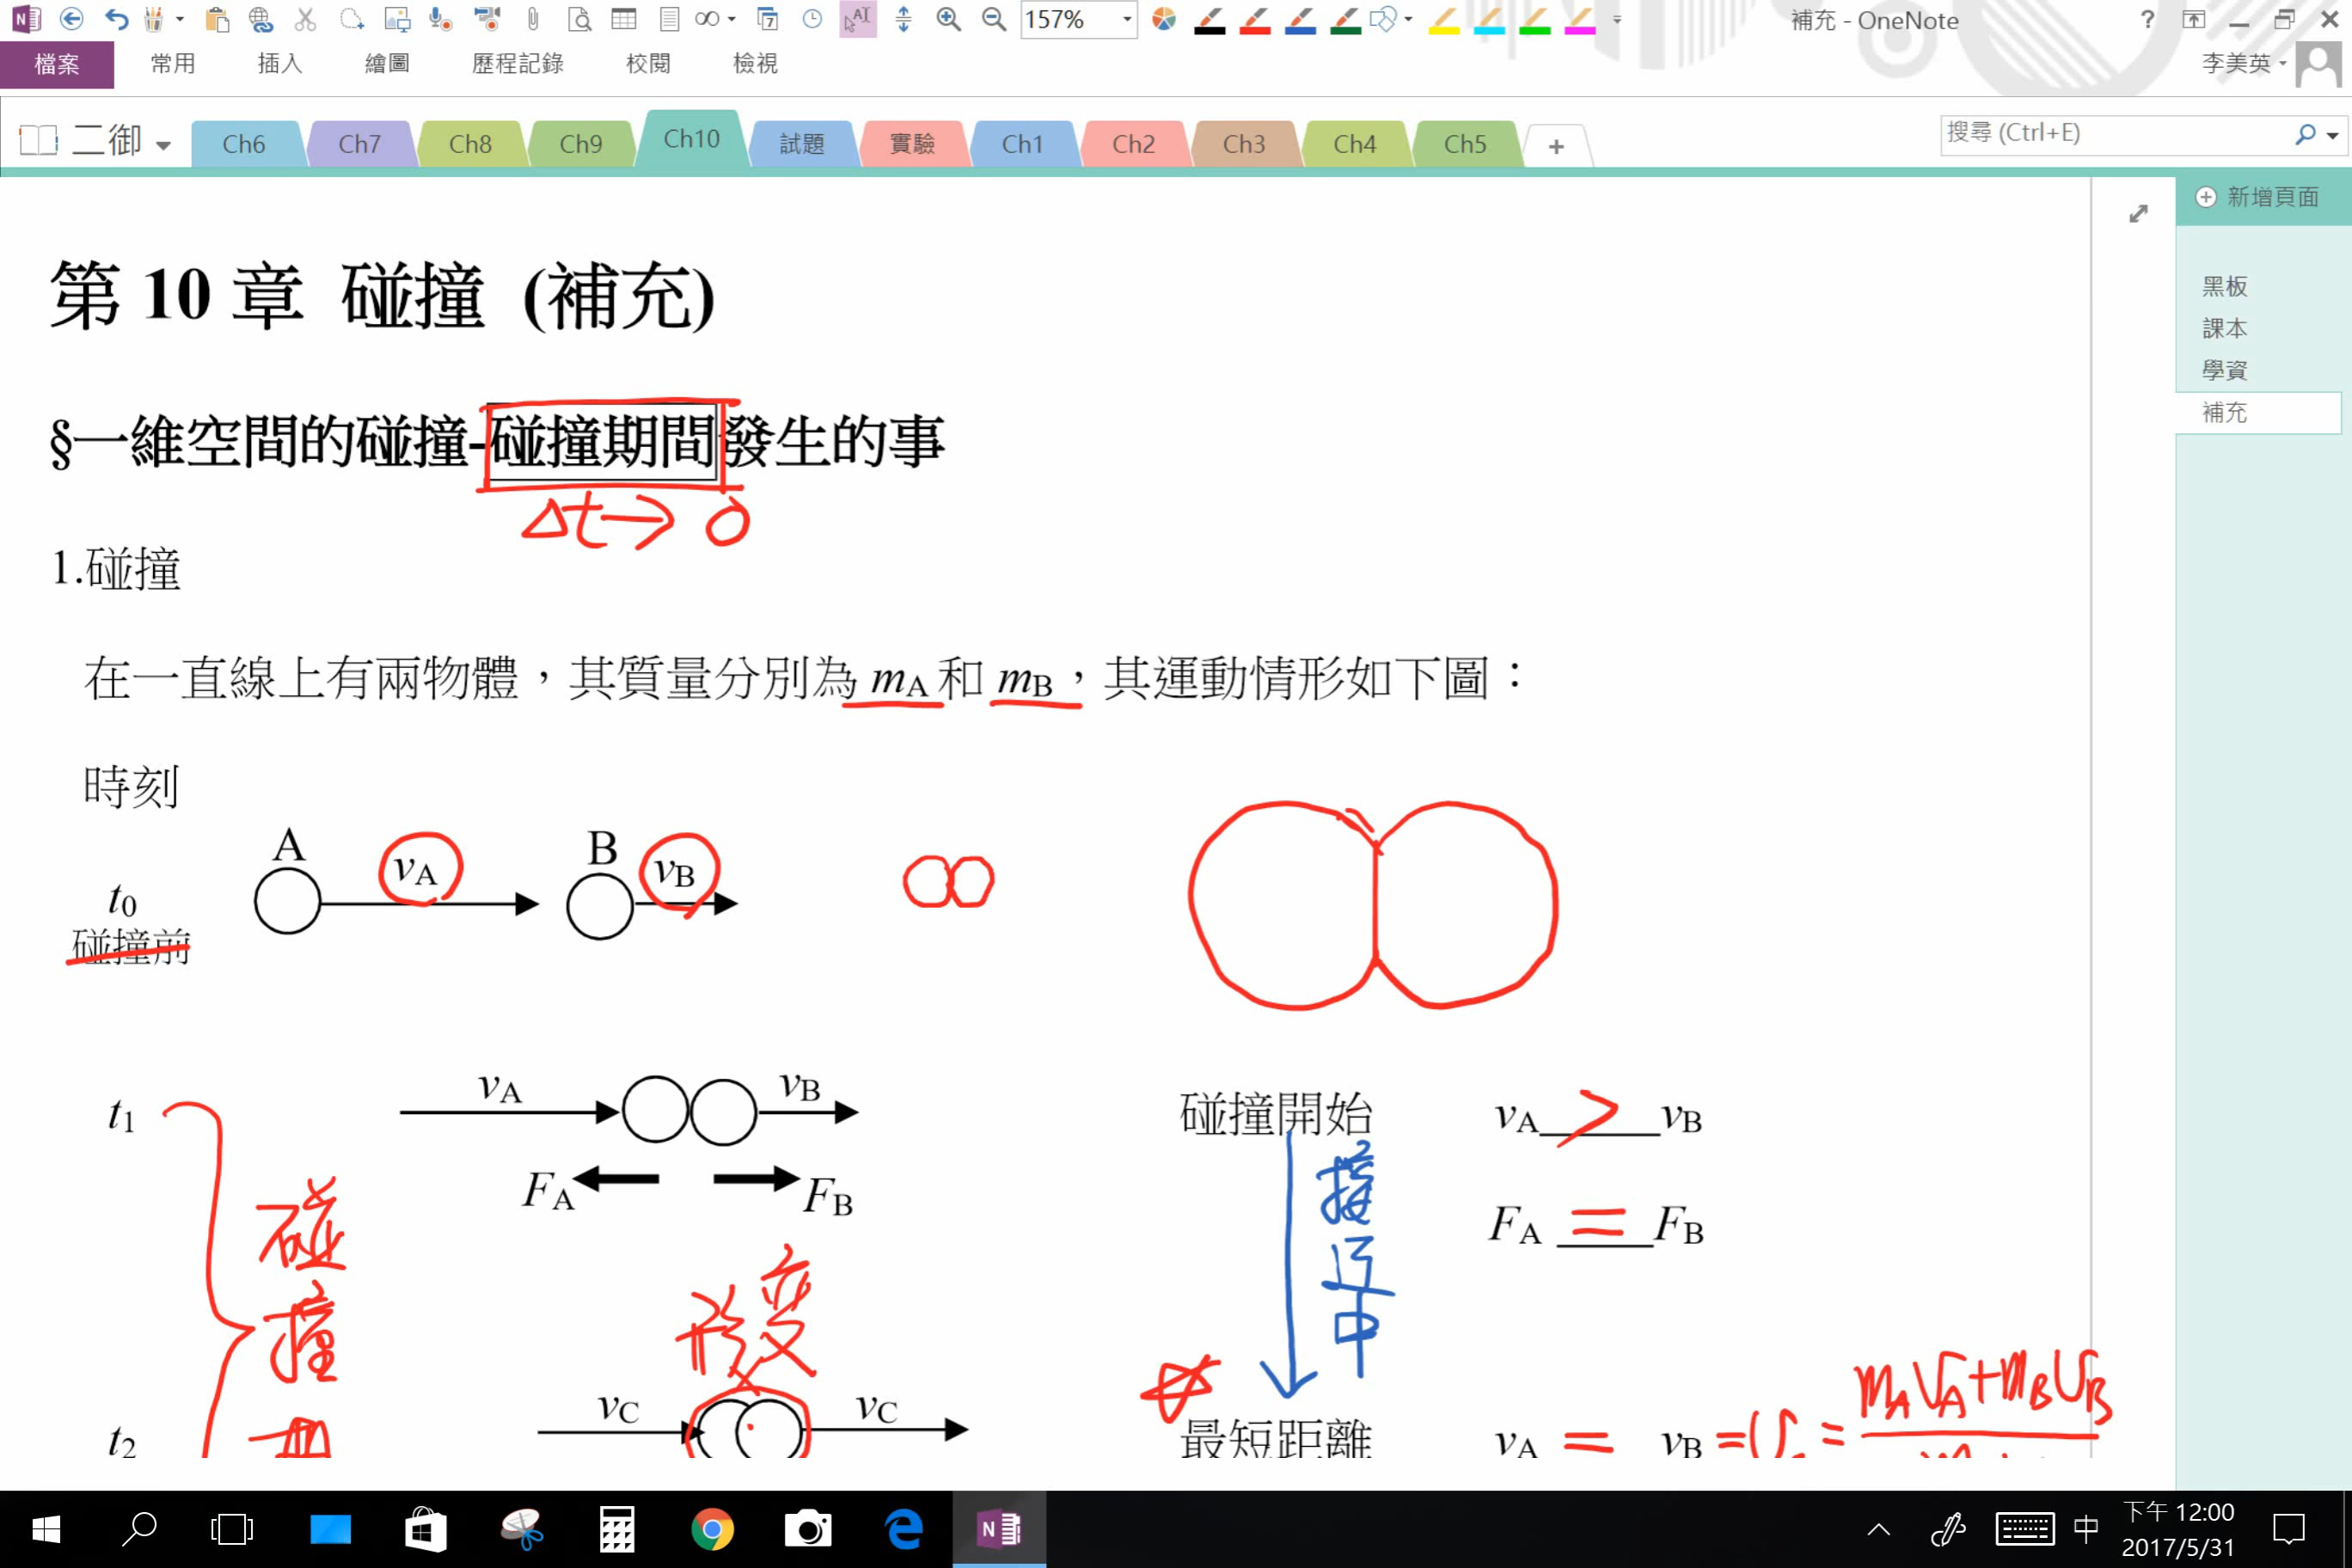 157%
補充 - OneNote
?
檔案 常用 插入 繪圖 歷程記錄 校閱 檢視
李美英
二御 Ch6 Ch7 Ch8 Ch9 Ch10 試題 實驗 Ch1 Ch2 Ch3 Ch4 Ch5 +
搜尋 (Ctrl+E)
新增頁面
黑板
課本
學資
補充
第 10 章 碰撞 (補充)
§一維空間的碰撞-碰撞期間發生的事
Δt→0
1.碰撞
在一直線上有兩物體，其質量分別為 mA 和 mB，其運動情形如下圖：
時刻
A vA B vB
t0
碰撞前
t1 vA vB 碰撞開始 vA > vB
FA FB FA = FB
碰撞
接近中
形変
t2 vC vC 最短距離 vA = vB = = mAvA+mBvB
下午 12:00
中
2017/5/31